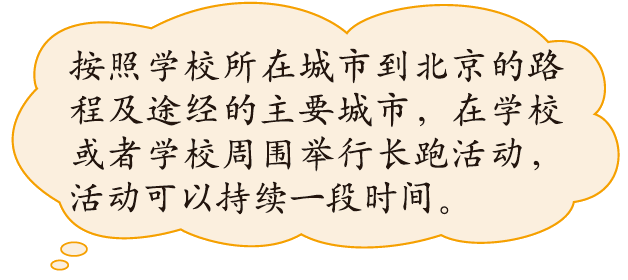 按照学校所在城市到北京的路
程及途经的主要城市，在学校
或者学校周围举行长跑活动，
活动可以持续一段时间。